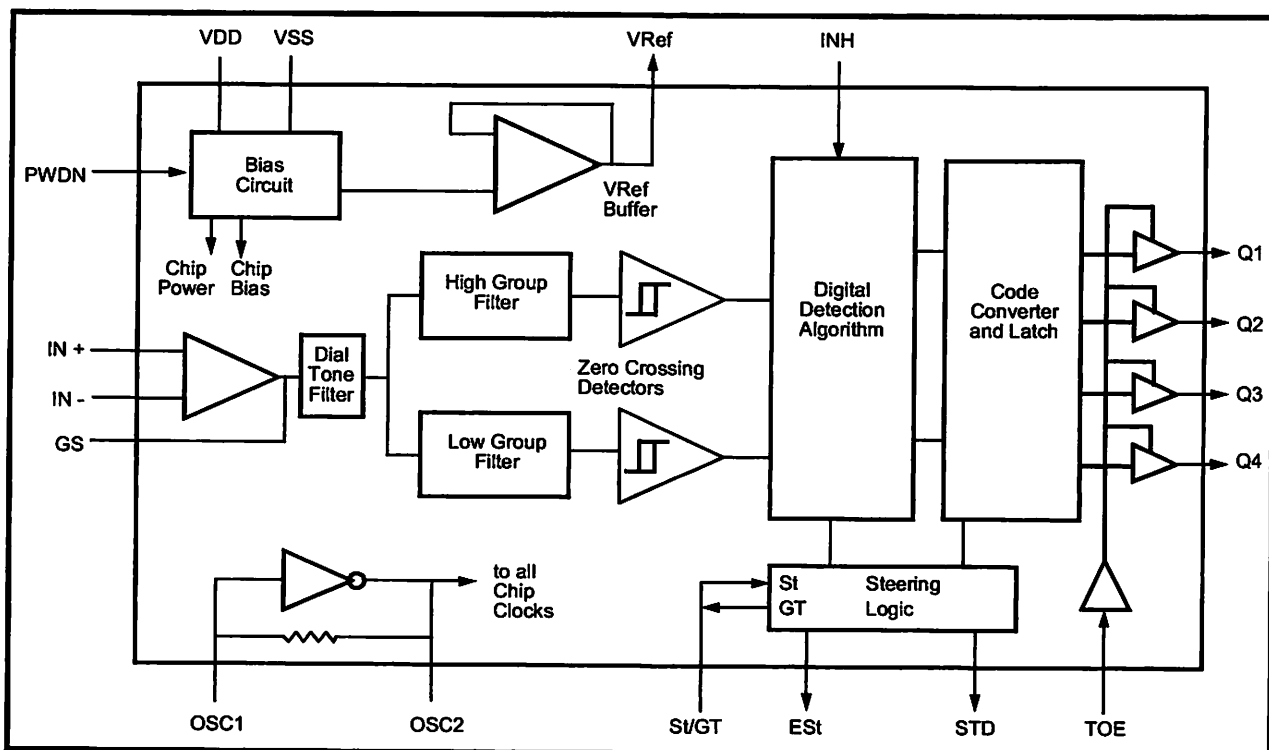 VDD
VSS
VRef
INH
PWDN
Bias
Circuit
VRef
Buffer
Chip
Power
Chip
Bias
High Group
Filter
Digital
Detection
Algorithm
Code
Converter
and Latch
Q1
Q2
IN +
IN -
GS
Dial
Tone
Filter
Zero Crossing
Detectors
Q3
Low Group
Filter
Q4
to all
Chip
Clocks
St
GT
Steering
Logic
OSC1
OSC2
St/GT
ESt
STD
TOE